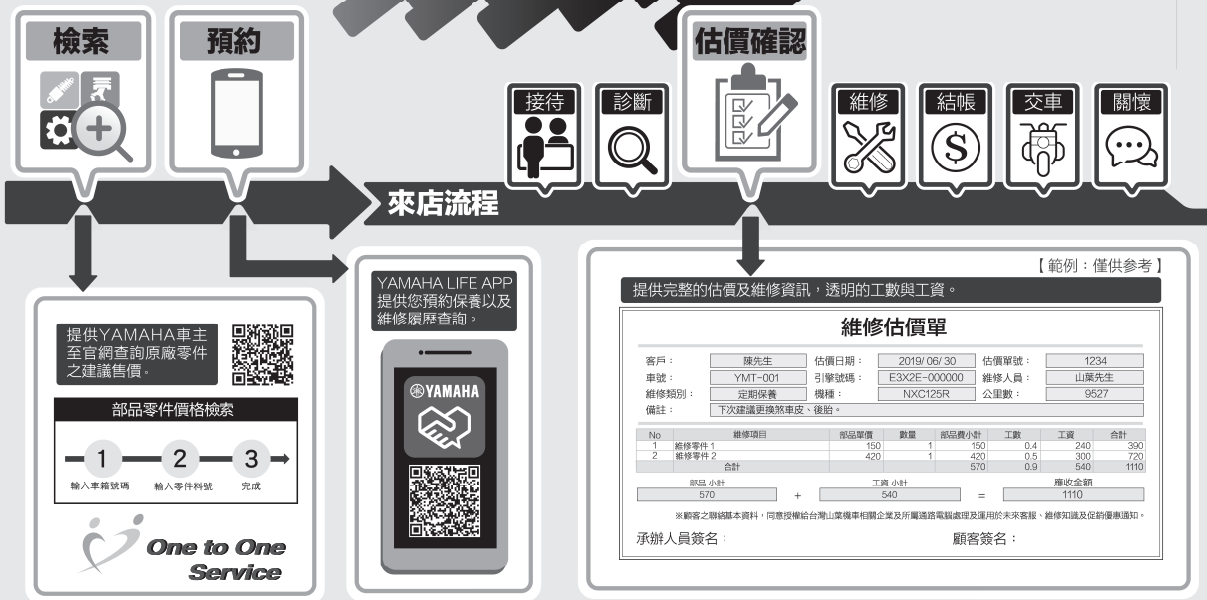 檢索
預約
估價確認
接待
診斷
維修
結帳
交車
關懷
來店流程
提供YAMAHA車主
至官網查詢原廠零件
之建議售價。
部品零件價格檢索
1 2 3
輸入車籍號碼 輸入零件料號 完成
One to One
Service
YAMAHA LIFE APP
提供您預約保養以及
維修履歷查詢。
YAMAHA
【範例：僅供參考】
提供完整的估價及維修資訊，透明的工數與工資。
維修估價單
客戶： 陳先生 估價日期： 2019/ 06/ 30 估價單號： 1234
車號： YMT-001 引擎號碼： E3X2E-000000 維修人員： 山葉先生
維修類別： 定期保養 機種： NXC125R 公里數： 9527
備註： 下次建議更換煞車皮、後胎。
No 維修項目 部品單價 數量 部品費小計 工數 工資 合計
1 維修零件 1 150 1 150 0.4 240 390
2 維修零件 2 420 1 420 0.5 300 720
合計 570 0.9 540 1110
部品 小計 工資 小計 應收金額
570 + 540 = 1110
※顧客之聯絡基本資料，同意授權給台灣山葉機車相關企業及所屬通路電腦處理及運用於未來客服、維修知識及促銷優惠通知。
承辦人員簽名： 顧客簽名：